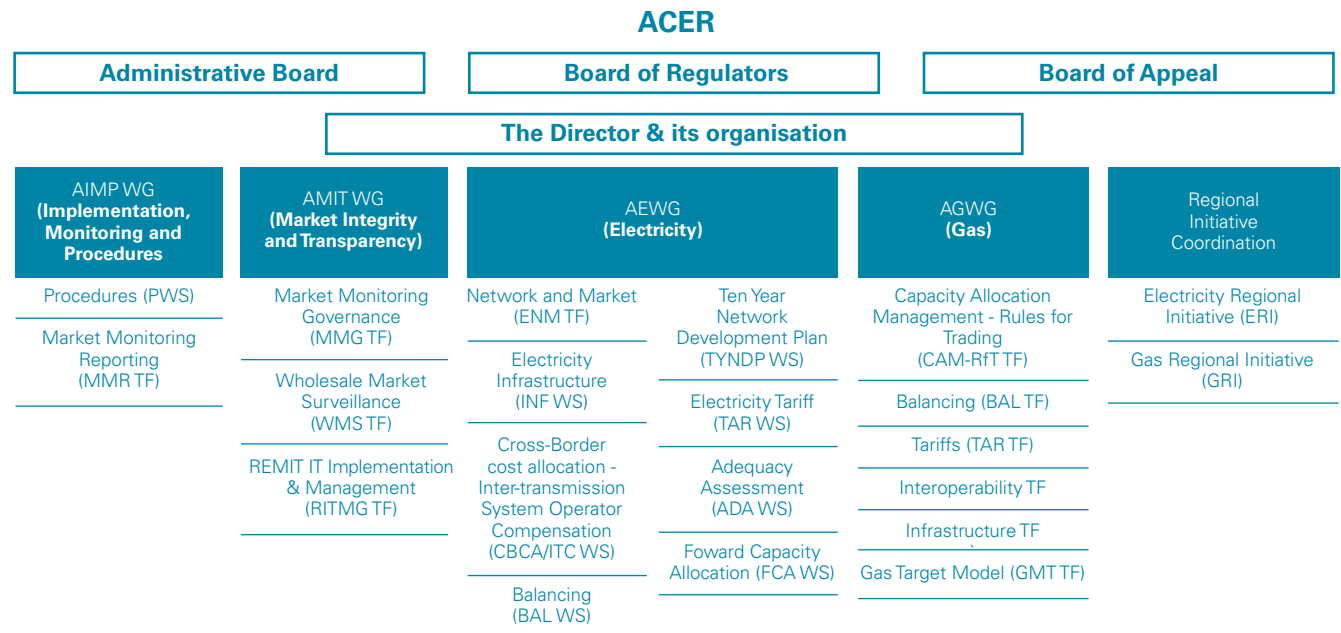 ACER
Administrative Board
Board of Regulators
Board of Appeal
The Director & its organisation
AIMP WG
(Implementation,
Monitoring and
Procedures
Procedures (PWS)
Market Monitoring
Reporting
(MMR TF)
AMIT WG
(Market Integrity
and Transparency)
Market Monitoring
Governance
(MMG TF)
Wholesale Market
Surveillance
(WMS TF)
REMIT IT Implementation
& Management
(RITMG TF)
AEWG
(Electricity)
Network and Market
(ENM TF)
Electricity
Infrastructure
(INF WS)
Cross-Border
cost allocation -
Inter-transmission
System Operator
Compensation
(CBCA/ITC WS)
Balancing
(BAL WS)
Ten Year
Network
Development Plan
(TYNDP WS)
Electricity Tariff
(TAR WS)
Adequacy
Assessment
(ADA WS)
Foward Capacity
Allocation (FCA WS)
AGWG
(Gas)
Capacity Allocation
Management - Rules for
Trading
(CAM-RfT TF)
Balancing (BAL TF)
Tariffs (TAR TF)
Interoperability TF
Infrastructure TF
`
Gas Target Model (GMT TF)
Regional
Initiative
Coordination
Electricity Regional
Initiative (ERI)
Gas Regional Initiative
(GRI)